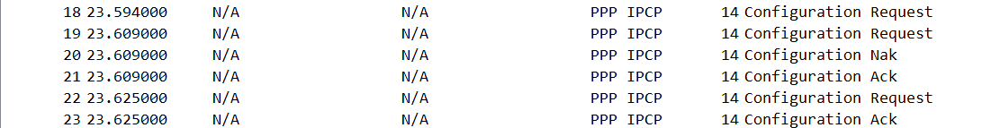 18 23.594000 N/A N/A PPP IPCP 14 Configuration Request
19 23.609000 N/A N/A PPP IPCP 14 Configuration Request
20 23.609000 N/A N/A PPP IPCP 14 Configuration Nak
21 23.609000 N/A N/A PPP IPCP 14 Configuration Ack
22 23.625000 N/A N/A PPP IPCP 14 Configuration Request
23 23.625000 N/A N/A PPP IPCP 14 Configuration Ack